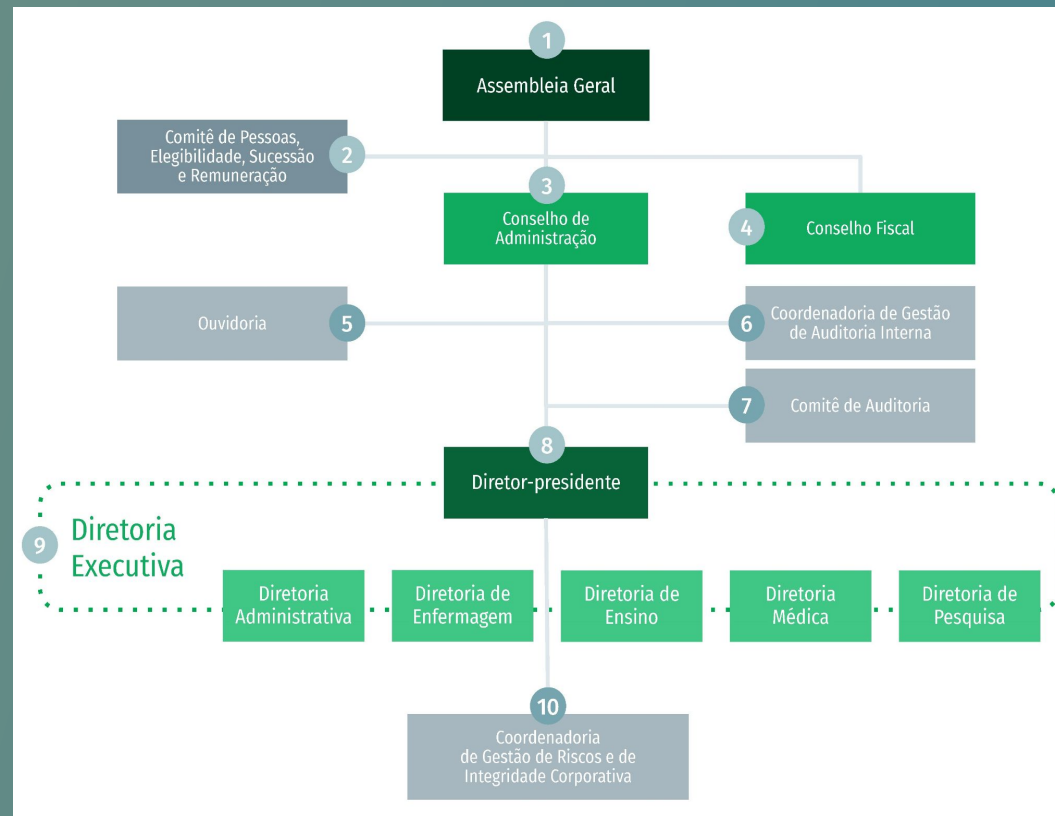 1
Assembleia Geral
Comitê de Pessoas,
Elegibilidade, Sucessão
e Remuneração
2
3
Conselho de
Administração
4
Conselho Fiscal
Ouvidoria
5
6
Coordenadoria de Gestão
de Auditoria Interna
7
Comitê de Auditoria
8
Diretor-presidente
9
Diretoria
Executiva
Diretoria
Administrativa
Diretoria de
Enfermagem
Diretoria de
Ensino
Diretoria
Médica
Diretoria de
Pesquisa
10
Coordenadoria
de Gestão de Riscos e de
Integridade Corporativa